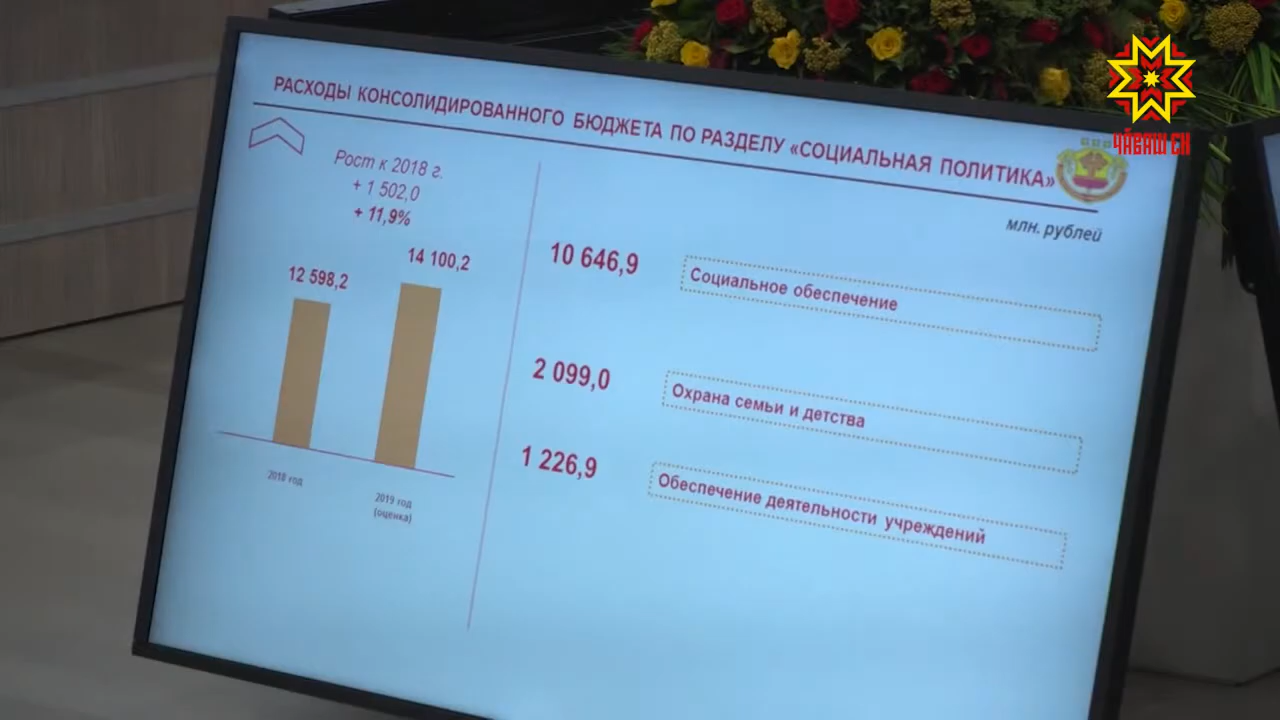 РАСХОДЫ КОНСОЛИДИРОВАННОГО БЮДЖЕТА ПО РАЗДЕЛУ «СОЦИАЛЬНАЯ ПОЛИТИКА»
ЧӐВАШ ЕН
млн. рублей
Рост к 2018 г.
+ 1 502,0
+ 11,9%
12 598,2
14 100,2
2018 год
2019 год
(оценка)
10 646,9
Социальное обеспечение
2 099,0
Охрана семьи и детства
1 226,9
Обеспечение деятельности учреждений